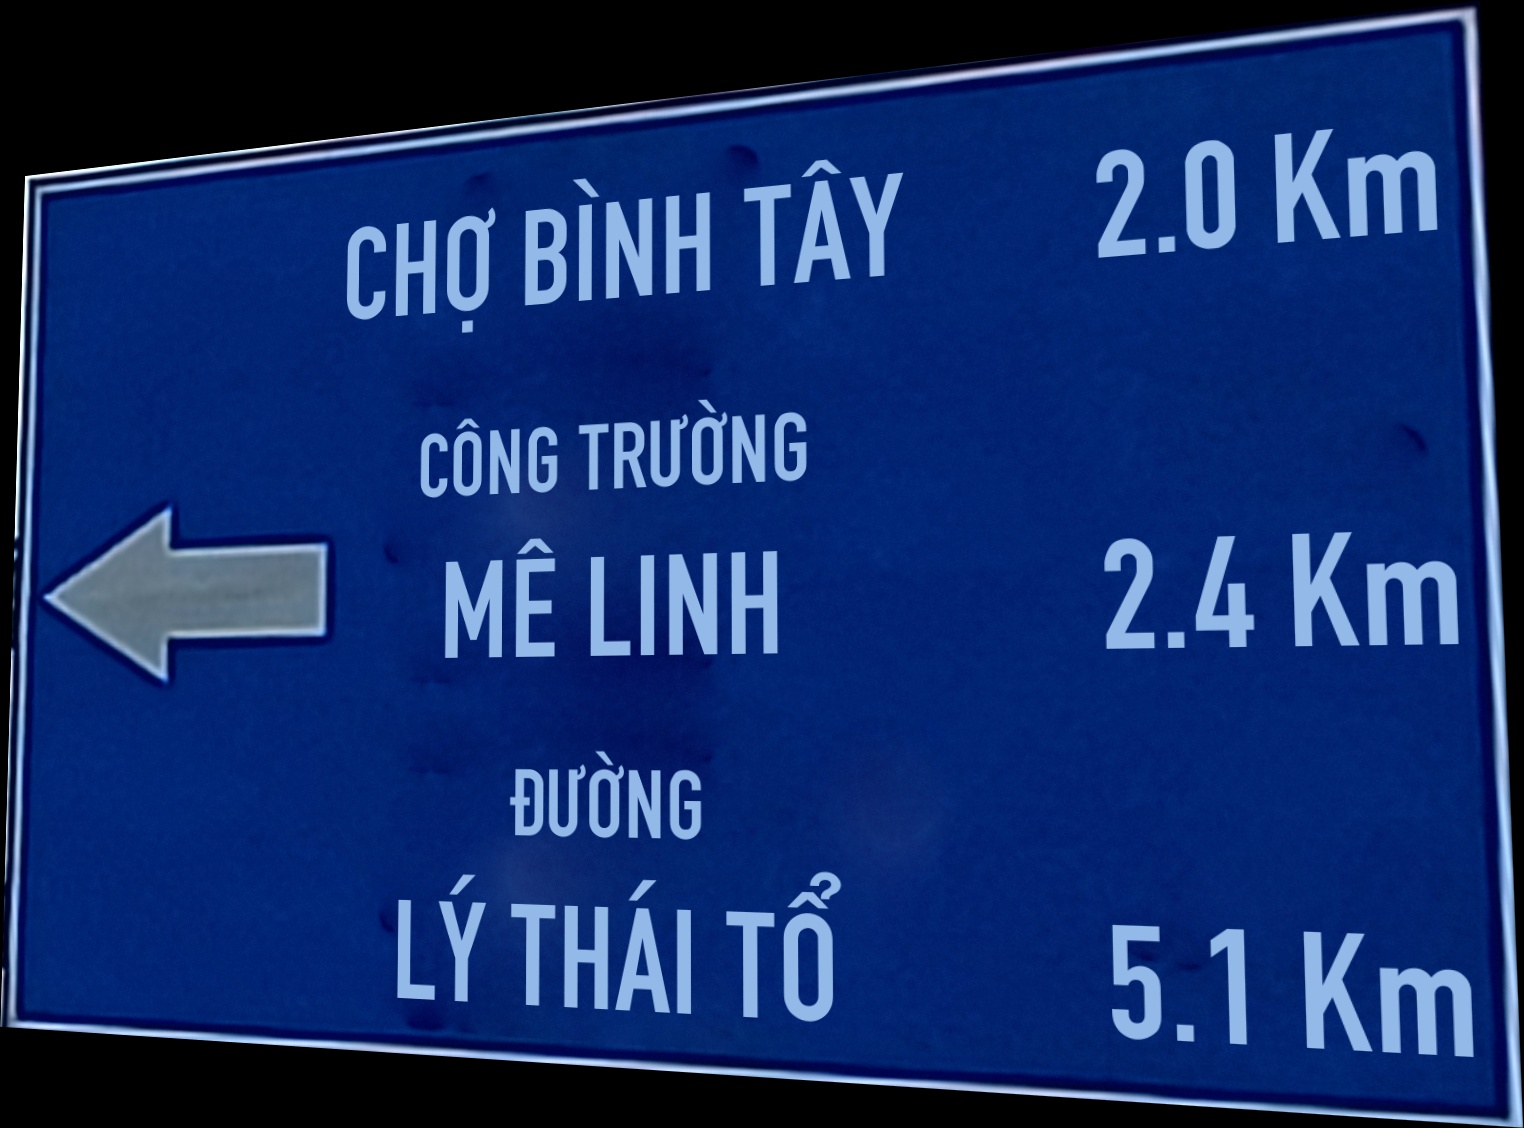 CHỢ BÌNH TÂY 2.0 Km
CÔNG TRƯỜNG
MÊ LINH 2.4 Km
ĐƯỜNG
LÝ THÁI TỔ 5.1 Km